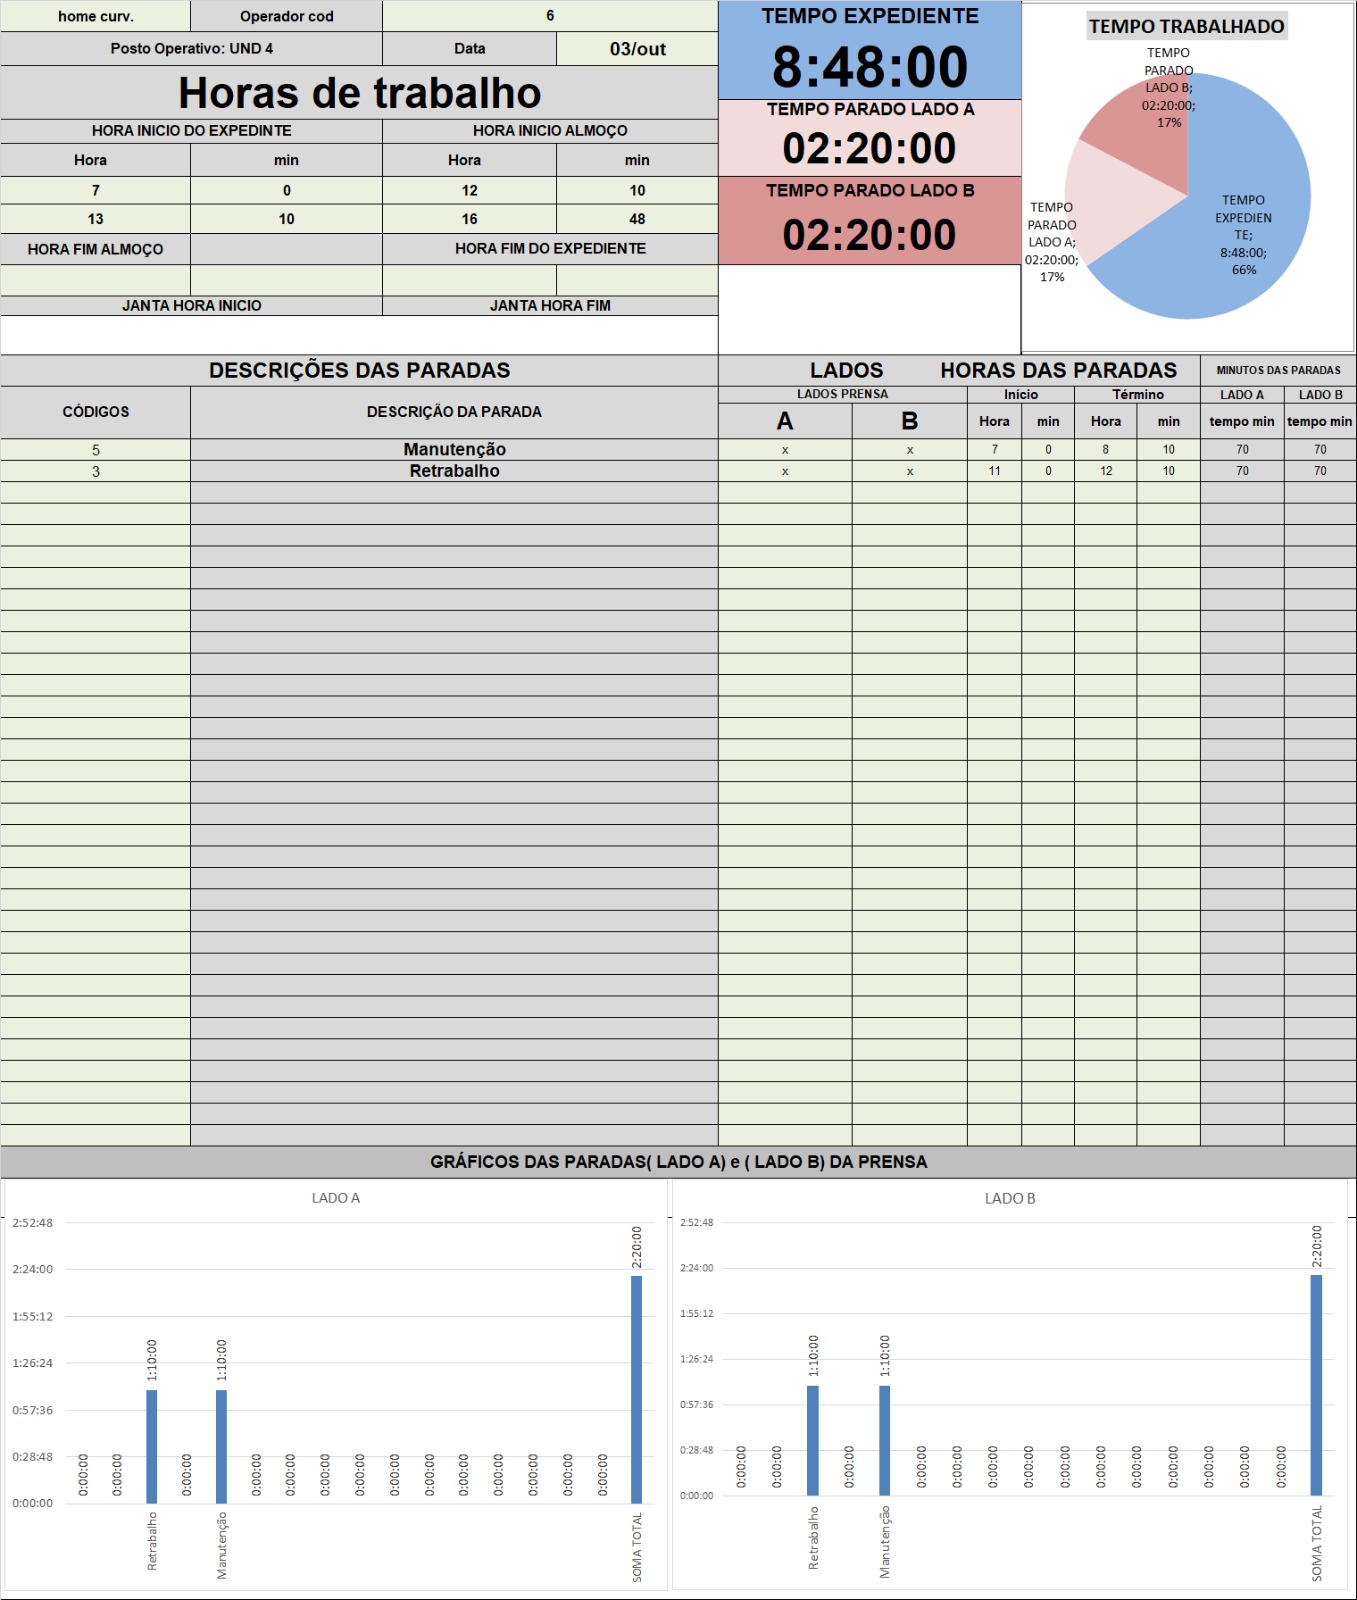 home curv.	Operador cod	6
Posto Operativo: UND 4	Data	03/out
Horas de trabalho
HORA INICIO DO EXPEDINTE	HORA INICIO ALMOÇO
Hora	min	Hora	min
7	0	12	10
13	10	16	48
HORA FIM ALMOÇO	HORA FIM DO EXPEDIENTE
JANTA HORA INICIO	JANTA HORA FIM
TEMPO EXPEDIENTE
8:48:00
TEMPO PARADO LADO A
02:20:00
TEMPO PARADO LADO B
02:20:00
TEMPO TRABALHADO
TEMPO
PARADO
LADO B;
02:20:00;
17%
TEMPO
PARADO
LADO A;
02:20:00;
17%
TEMPO
EXPEDIEN
TE;
8:48:00;
66%
DESCRIÇÕES DAS PARADAS	LADOS	HORAS DAS PARADAS	MINUTOS DAS PARADAS
LADOS PRENSA	Início	Término	LADO A	LADO B
CÓDIGOS	DESCRIÇÃO DA PARADA	A	B	Hora	min	Hora	min	tempo min	tempo min
5	Manutenção	x	x	7	0	8	10	70	70
3	Retrabalho	x	x	11	0	12	10	70	70
GRÁFICOS DAS PARADAS( LADO A) e ( LADO B) DA PRENSA
LADO A
2:52:48
2:24:00
1:55:12
1:26:24
0:57:36
0:28:48
0:00:00
0:00:00	0:00:00	1:10:00	0:00:00	1:10:00	0:00:00	0:00:00	0:00:00	0:00:00	0:00:00	0:00:00	0:00:00	0:00:00	0:00:00	0:00:00	0:00:00	2:20:00
Retrabalho	Manutenção	SOMA TOTAL
LADO B
2:52:48
2:24:00
1:55:12
1:26:24
0:57:36
0:28:48
0:00:00
0:00:00	0:00:00	1:10:00	0:00:00	1:10:00	0:00:00	0:00:00	0:00:00	0:00:00	0:00:00	0:00:00	0:00:00	0:00:00	0:00:00	0:00:00	0:00:00	2:20:00
Retrabalho	Manutenção	SOMA TOTAL